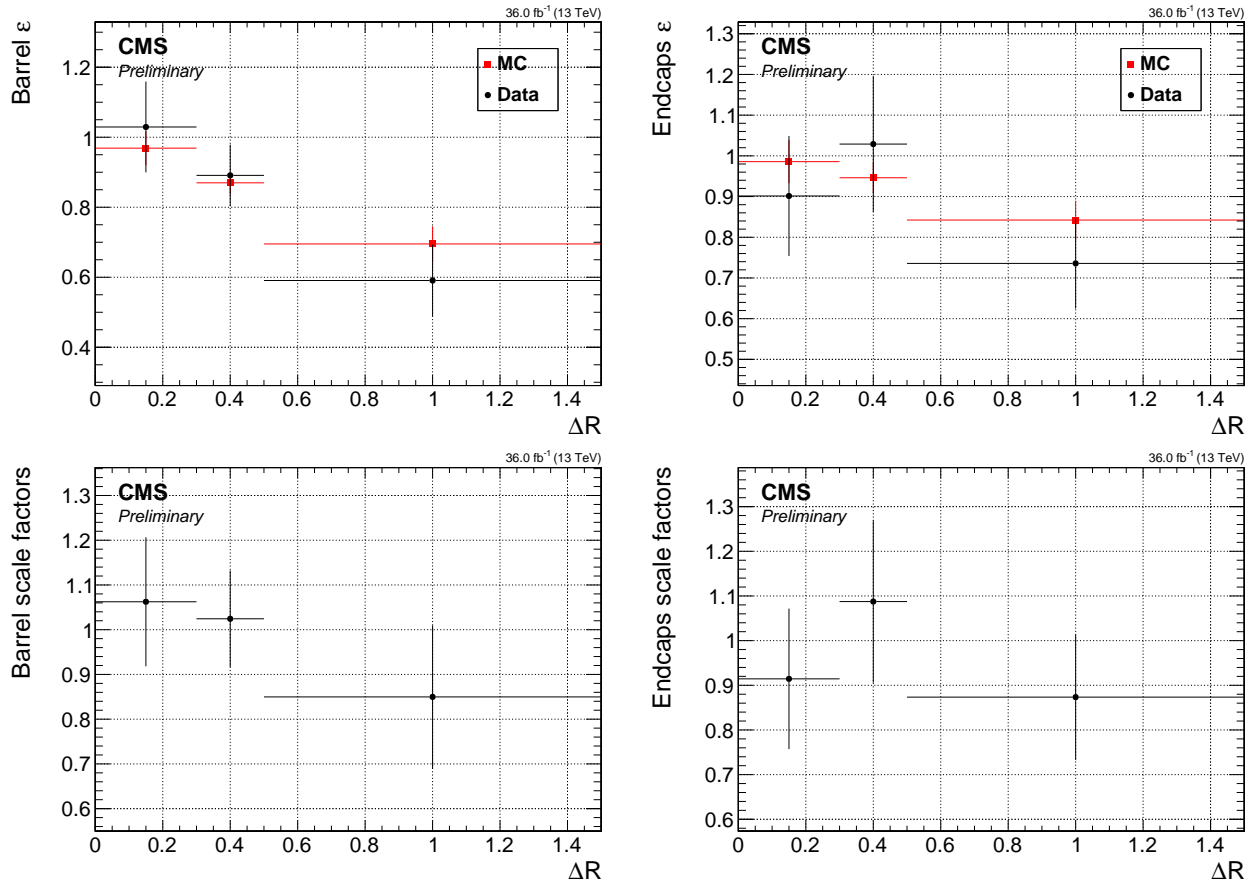 36.0 fb⁻¹ (13 TeV)
Barrel ε
CMS
Preliminary
MC
Data
1.2
1
0.8
0.6
0.4
0 0.2 0.4 0.6 0.8 1 1.2 1.4
ΔR
36.0 fb⁻¹ (13 TeV)
Endcaps ε
CMS
Preliminary
MC
Data
1.3
1.2
1.1
1
0.9
0.8
0.7
0.6
0.5
0 0.2 0.4 0.6 0.8 1 1.2 1.4
ΔR
36.0 fb⁻¹ (13 TeV)
Barrel scale factors
CMS
Preliminary
1.3
1.2
1.1
1
0.9
0.8
0.7
0.6
0 0.2 0.4 0.6 0.8 1 1.2 1.4
ΔR
36.0 fb⁻¹ (13 TeV)
Endcaps scale factors
CMS
Preliminary
1.3
1.2
1.1
1
0.9
0.8
0.7
0.6
0 0.2 0.4 0.6 0.8 1 1.2 1.4
ΔR